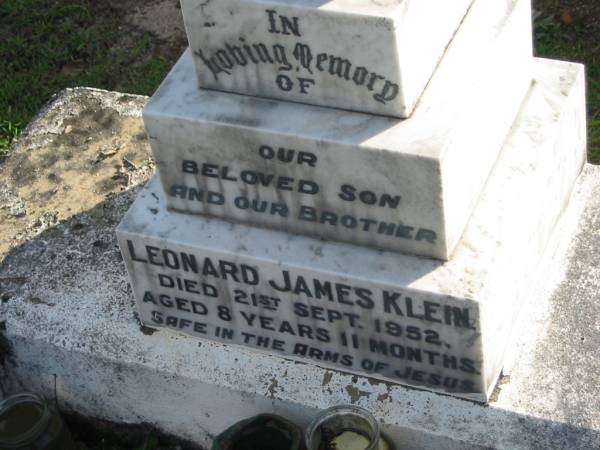 IN
Loving Memory
OF
OUR
BELOVED SON
AND OUR BROTHER
LEONARD JAMES KLEIN.
DIED 21ST SEPT. 1952.
AGED 8 YEARS 11 MONTHS.
SAFE IN THE ARMS OF JESUS